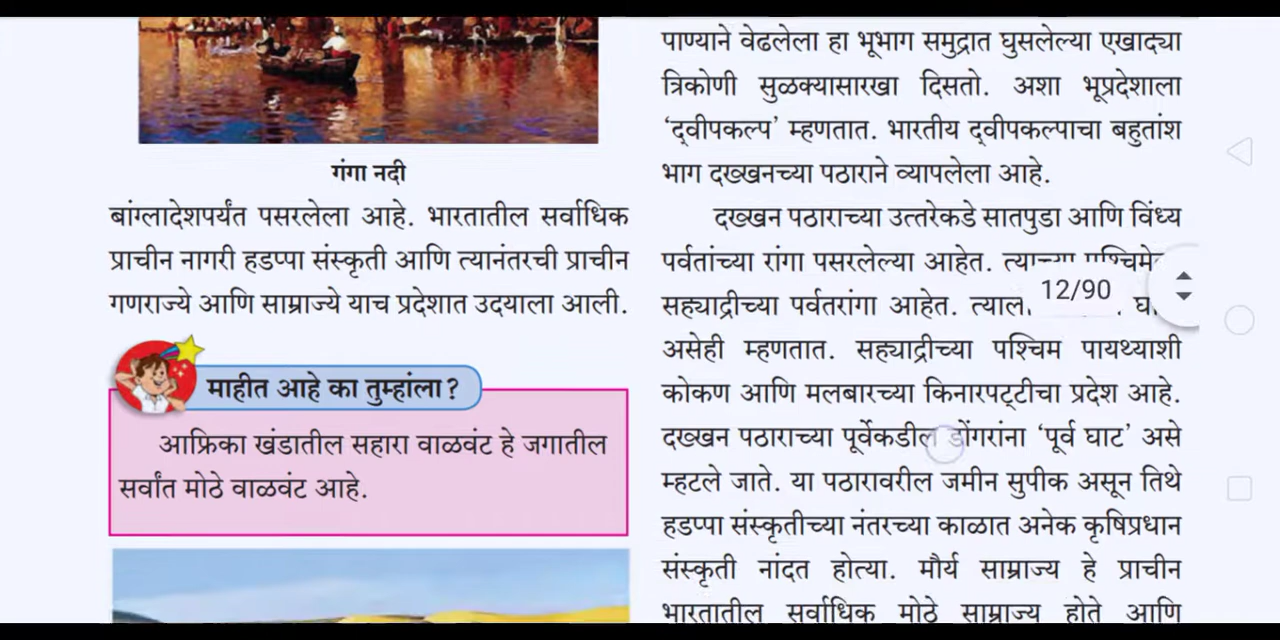 गंगा नदी
बांग्लादेशपर्यंत पसरलेला आहे. भारतातील सर्वाधिक
प्राचीन नागरी हडप्पा संस्कृती आणि त्यानंतरची प्राचीन
गणराज्ये आणि साम्राज्ये याच प्रदेशात उदयाला आली.
माहीत आहे का तुम्हांला?
आफ्रिका खंडातील सहारा वाळवंट हे जगातील
सर्वांत मोठे वाळवंट आहे.
पाण्याने वेढलेला हा भूभाग समुद्रात घुसलेल्या एखाद्या
त्रिकोणी सुळक्यासारखा दिसतो. अशा भूप्रदेशाला
‘द्वीपकल्प’ म्हणतात. भारतीय द्वीपकल्पाचा बहुतांश
भाग दख्खनच्या पठाराने व्यापलेला आहे.
दख्खन पठाराच्या उत्तरेकडे सातपुडा आणि विंध्य
पर्वतांच्या रांगा पसरलेल्या आहेत. त्याच्या
सह्याद्रीच्या पर्वतरांगा आहेत.
12/90
असेही म्हणतात. सह्याद्रीच्या पश्चिम पायथ्याशी
कोकण आणि मलबारच्या किनारपट्टीचा प्रदेश आहे.
दख्खन पठाराच्या पूर्वेकडील डोंगरांना ‘पूर्व घाट’ असे
म्हटले जाते. या पठारावरील जमीन सुपीक असून तिथे
हडप्पा संस्कृतीच्या नंतरच्या काळात अनेक कृषिप्रधान
संस्कृती नांदत होत्या. मौर्य साम्राज्य हे प्राचीन
भारतातील सर्वाधिक मोठे साम्राज्य होते आणि